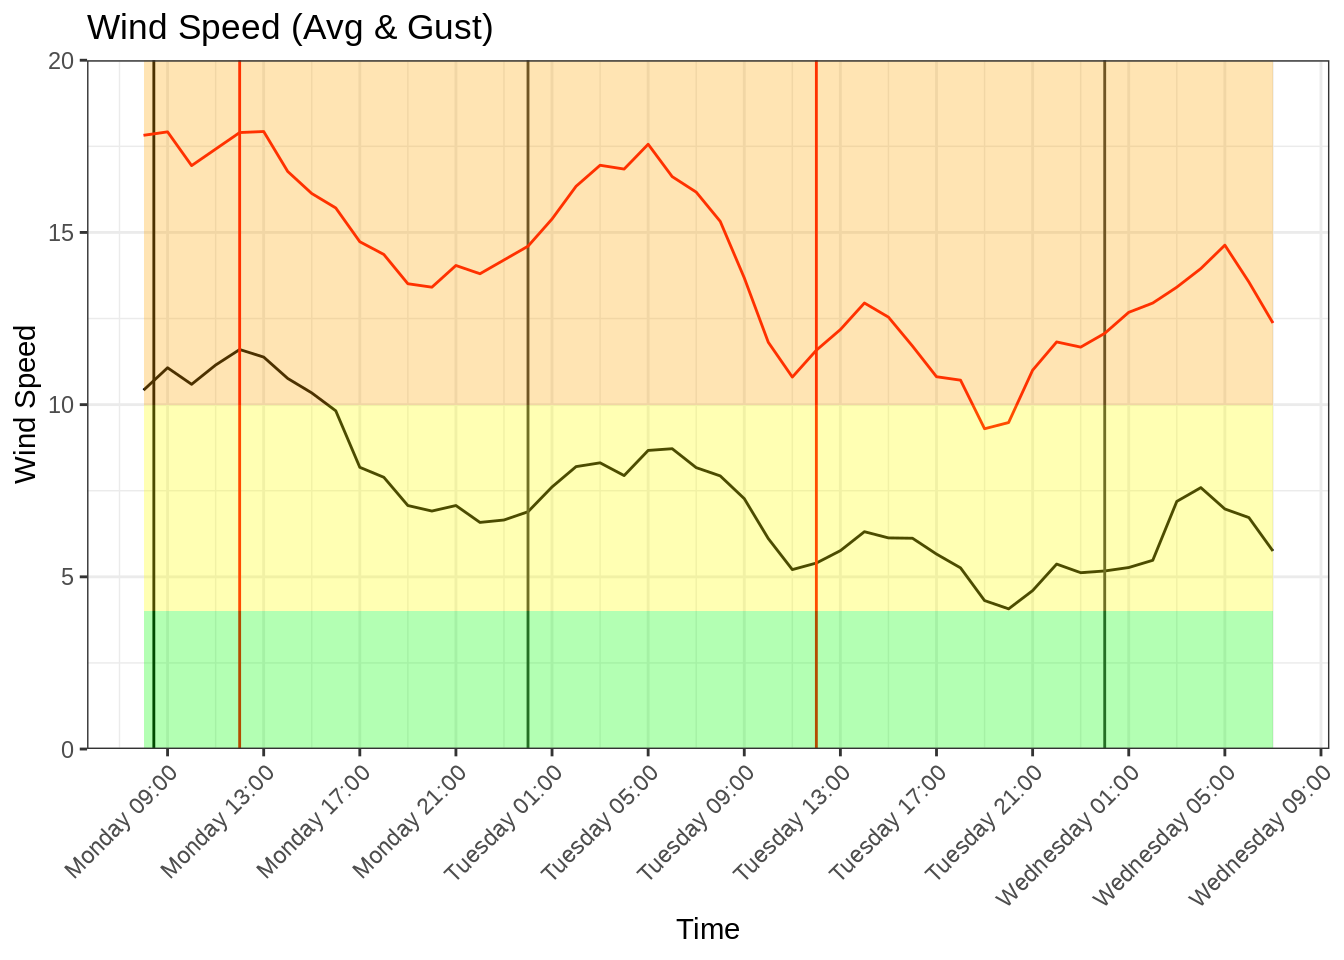 Wind Speed (Avg & Gust)
Wind Speed
20
15
10
5
0
Monday 09:00
Monday 13:00
Monday 17:00
Monday 21:00
Tuesday 01:00
Tuesday 05:00
Tuesday 09:00
Tuesday 13:00
Tuesday 17:00
Tuesday 21:00
Wednesday 01:00
Wednesday 05:00
Wednesday 09:00
Time